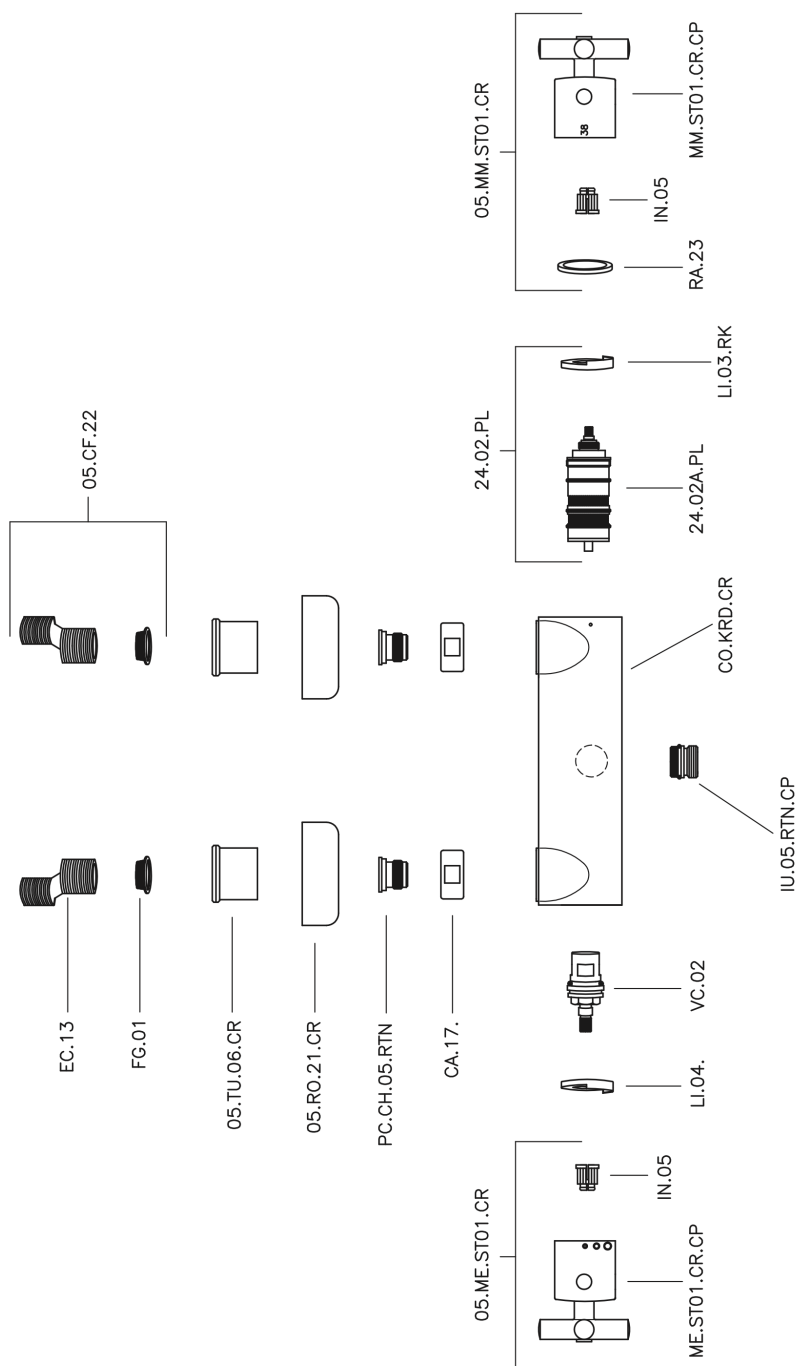 05.CF.22
EC.13
FG.01
05.TU.06.CR
05.RO.21.CR
PC.CH.05.RTN
CA.17.
05.MM.ST01.CR
38
MM.ST01.CR.CP
IN.05
RA.23
24.02.PL
LI.03.RK
24.02A.PL
CO.KRD.CR
IU.05.RTN.CP
VC.02
LI.04.
05.ME.ST01.CR
IN.05
ME.ST01.CR.CP